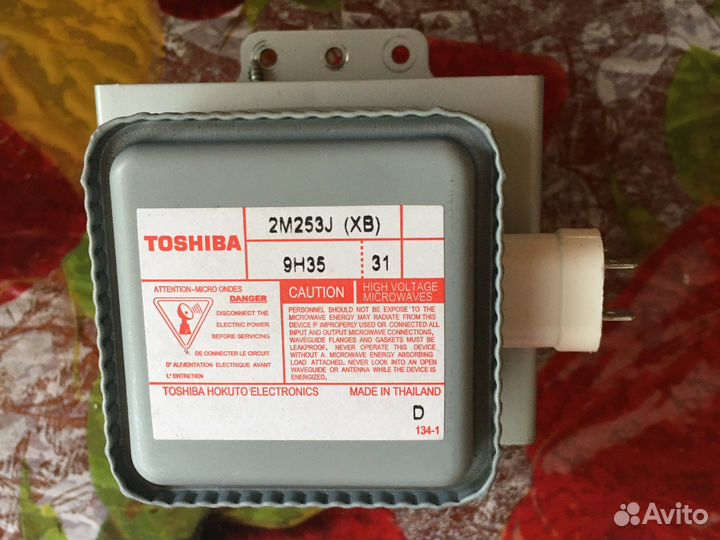 TOSHIBA
2M253J (XB)
9H35 31
ATTENTION-MICRO ONDES
DANGER
DISCONNECT THE
ELECTRIC POWER
BEFORE SERVICING
DE CONNECTER LE CIRCUIT
D' ALIMENTATION ELECTRIQUE AVANT
L' ENTRETIEN
CAUTION
HIGH VOLTAGE
MICROWAVES
PERSONNEL SHOULD NOT BE EXPOSE TO THE
MICROWAVE ENERGY MAY RADIATE FROM THIS
DEVICE IF IMPROPERLY USED OR CONNECTED ALL
INPUT AND OUTPUT MICROWAVE CONNECTIONS,
WAVEGUIDE FLANGES AND GASKETS MUST BE
LEAKPROOF. NEVER OPERATE THIS DEVICE
WITHOUT A MICROWAVE ENERGY ABSORBING
LOAD ATTACHED. NEVER LOOK INTO AN OPEN
WAVEGUIDE OR ANTENNA WHILE THE DEVICE IS
ENERGIZED.
TOSHIBA HOKUTO ELECTRONICS MADE IN THAILAND
D
134-1
Avito